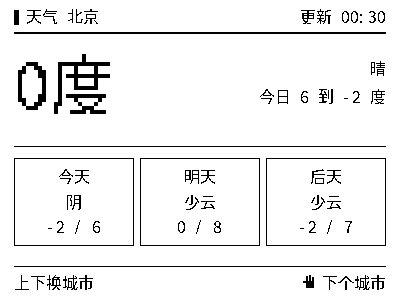 天气 北京
更新 00:30
0度
晴
今日 6 到 -2 度
今天
阴
-2 / 6
明天
少云
0 / 8
后天
少云
-2 / 7
上下换城市
下个城市